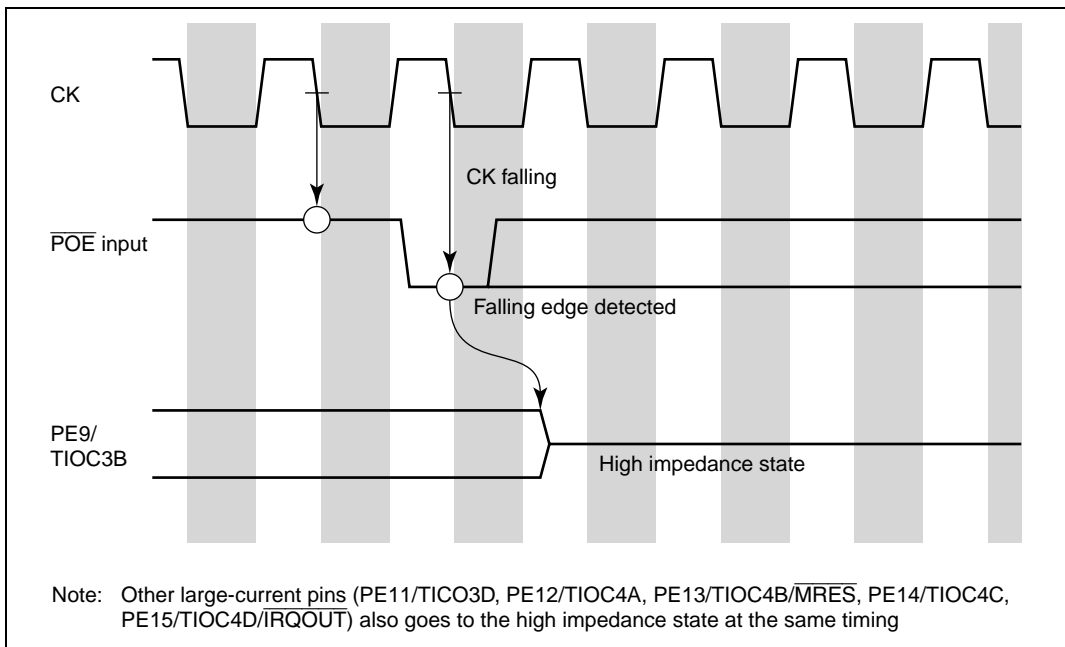 CK
CK falling
POE input
Falling edge detected
PE9/
TIOC3B
High impedance state
Note: Other large-current pins (PE11/TICO3D, PE12/TIOC4A, PE13/TIOC4B/MRES, PE14/TIOC4C,
PE15/TIOC4D/IRQOUT) also goes to the high impedance state at the same timing